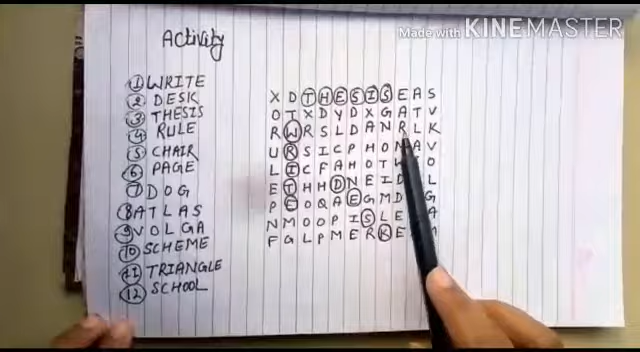 Made with KINEMASTER
Activity
1 WRITE
2 DESK
3 THESIS
4 RULE
5 CHAIR
6 PAGE
7 DOG
8 ATLAS
9 VOLGA
10 SCHEME
11 TRIANGLE
12 SCHOOL
X D T H E S I S E A S
O T X D Y D X G A T V
R W R S L D A N R L K
U R S I C P H O N A V
L I C F A H O T W O
E T H H D N E I D L
P E O Q A E G M D G
N M O O P I S L E A
F G L P M E R K E